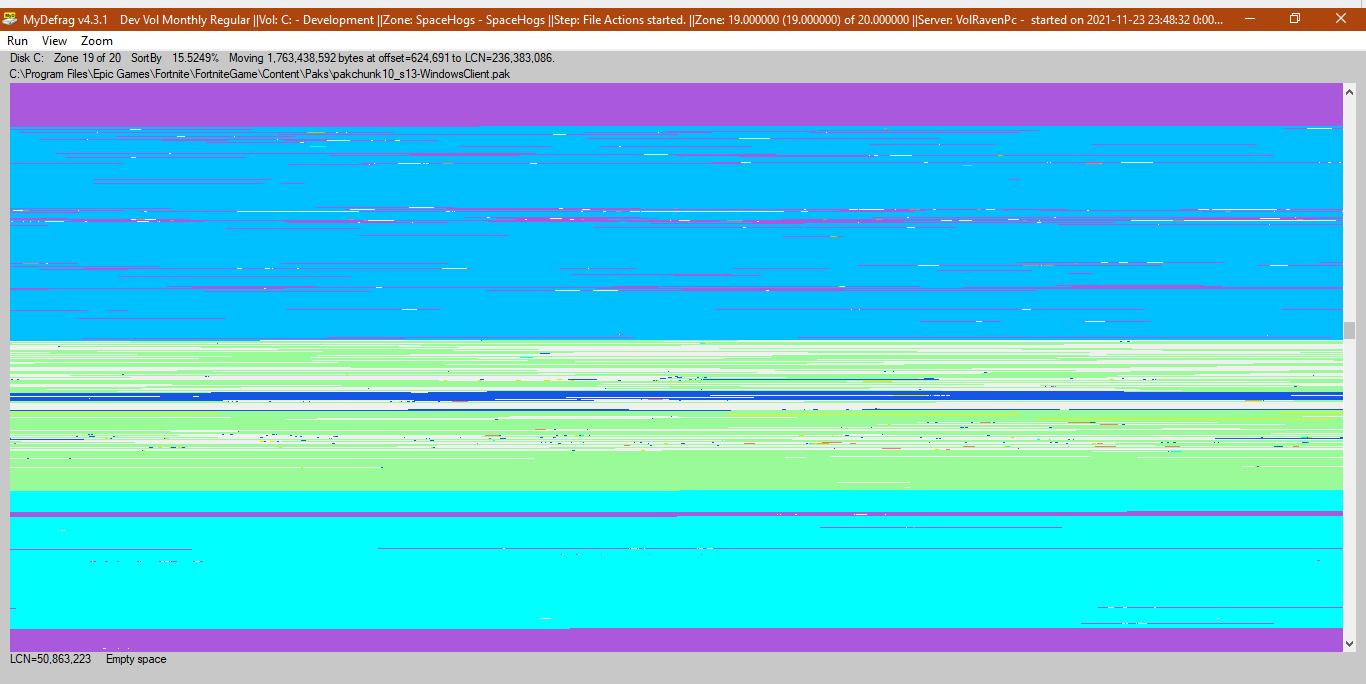 MyDefrag v4.3.1 Dev Vol Monthly Regular ||Vol: C: - Development ||Zone: SpaceHogs - SpaceHogs ||Step: File Actions started. ||Zone: 19.000000 (19.000000) of 20.000000 ||Server: VolRavenPc - started on 2021-11-23 23:48:32 0:00...
Run View Zoom
Disk C: Zone 19 of 20 SortBy 15.5249% Moving 1,763,438,592 bytes at offset=624,691 to LCN=236,383,086.
C:\Program Files\Epic Games\Fortnite\FortniteGame\Content\Paks\pakchunk10_s13-WindowsClient.pak
LCN=50,863,223 Empty space